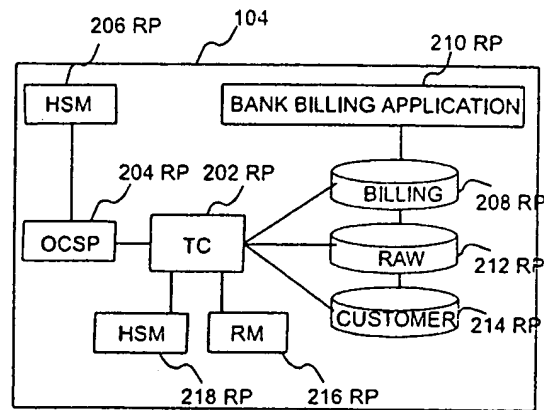 206 RP
104
210 RP
HSM
BANK BILLING APPLICATION
204 RP
202 RP
BILLING
208 RP
OCSP
TC
RAW
212 RP
CUSTOMER
214 RP
HSM
RM
218 RP
216 RP